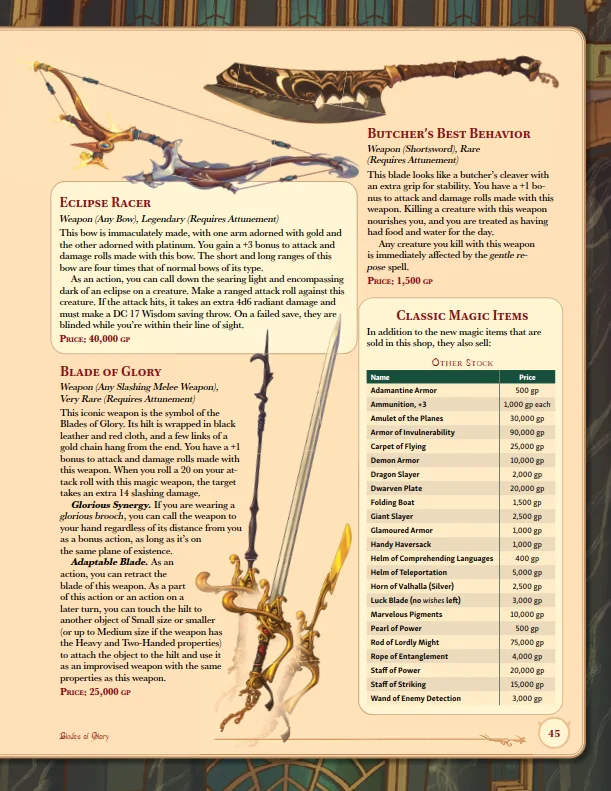 Eclipse Racer
Weapon (Any Bow), Legendary (Requires Attunement)
This bow is immaculately made, with one arm adorned with gold and
the other adorned with platinum. You gain a +3 bonus to attack and
damage rolls made with this bow. The short and long ranges of this
bow are four times that of normal bows of its type.
As an action, you can call down the searing light and encompassing
dark of an eclipse on a creature. Make a ranged attack roll against this
creature. If the attack hits, it takes an extra 4d6 radiant damage and
must make a DC 17 Wisdom saving throw. On a failed save, they are
blinded while you're within their line of sight.
Price: 40,000 gp
Blade of Glory
Weapon (Any Slashing Melee Weapon),
Very Rare (Requires Attunement)
This iconic weapon is the symbol of the
Blades of Glory. Its hilt is wrapped in black
leather and red cloth, and a few links of a
gold chain hang from the end. You have a +1
bonus to attack and damage rolls made with
this weapon. When you roll a 20 on your at-
tack roll with this magic weapon, the target
takes an extra 14 slashing damage.
Glorious Synergy. If you are wearing a
glorious brooch, you can call the weapon to
your hand regardless of its distance from you
as a bonus action, as long as it's on
the same plane of existence.
Adaptable Blade. As an
action, you can retract the
blade of this weapon. As a part
of this action or an action on a
later turn, you can touch the hilt to
another object of Small size or smaller
(or up to Medium size if the weapon has
the Heavy and Two-Handed properties)
to attach the object to the hilt and use it
as an improvised weapon with the same
properties as this weapon.
Price: 25,000 gp
Butcher's Best Behavior
Weapon (Shortsword), Rare
(Requires Attunement)
This blade looks like a butcher's cleaver with
an extra grip for stability. You have a +1 bo-
nus to attack and damage rolls made with this
weapon. Killing a creature with this weapon
nourishes you, and you are treated as having
had food and water for the day.
Any creature you kill with this weapon
is immediately affected by the gentle re-
pose spell.
Price: 1,500 gp
Classic Magic Items
In addition to the new magic items that are
sold in this shop, they also sell:
Other Stock
Name Price
Adamantine Armor 500 gp
Ammunition, +3 1,000 gp each
Amulet of the Planes 30,000 gp
Armor of Invulnerability 90,000 gp
Carpet of Flying 25,000 gp
Demon Armor 10,000 gp
Dragon Slayer 2,000 gp
Dwarven Plate 20,000 gp
Folding Boat 1,500 gp
Giant Slayer 2,500 gp
Glamoured Armor 1,000 gp
Handy Haversack 1,000 gp
Helm of Comprehending Languages 400 gp
Helm of Teleportation 5,000 gp
Horn of Valhalla (Silver) 2,500 gp
Luck Blade (no wishes left) 3,000 gp
Marvelous Pigments 10,000 gp
Pearl of Power 500 gp
Rod of Lordly Might 75,000 gp
Rope of Entanglement 4,000 gp
Staff of Power 20,000 gp
Staff of Striking 15,000 gp
Wand of Enemy Detection 3,000 gp
Blades of Glory
45